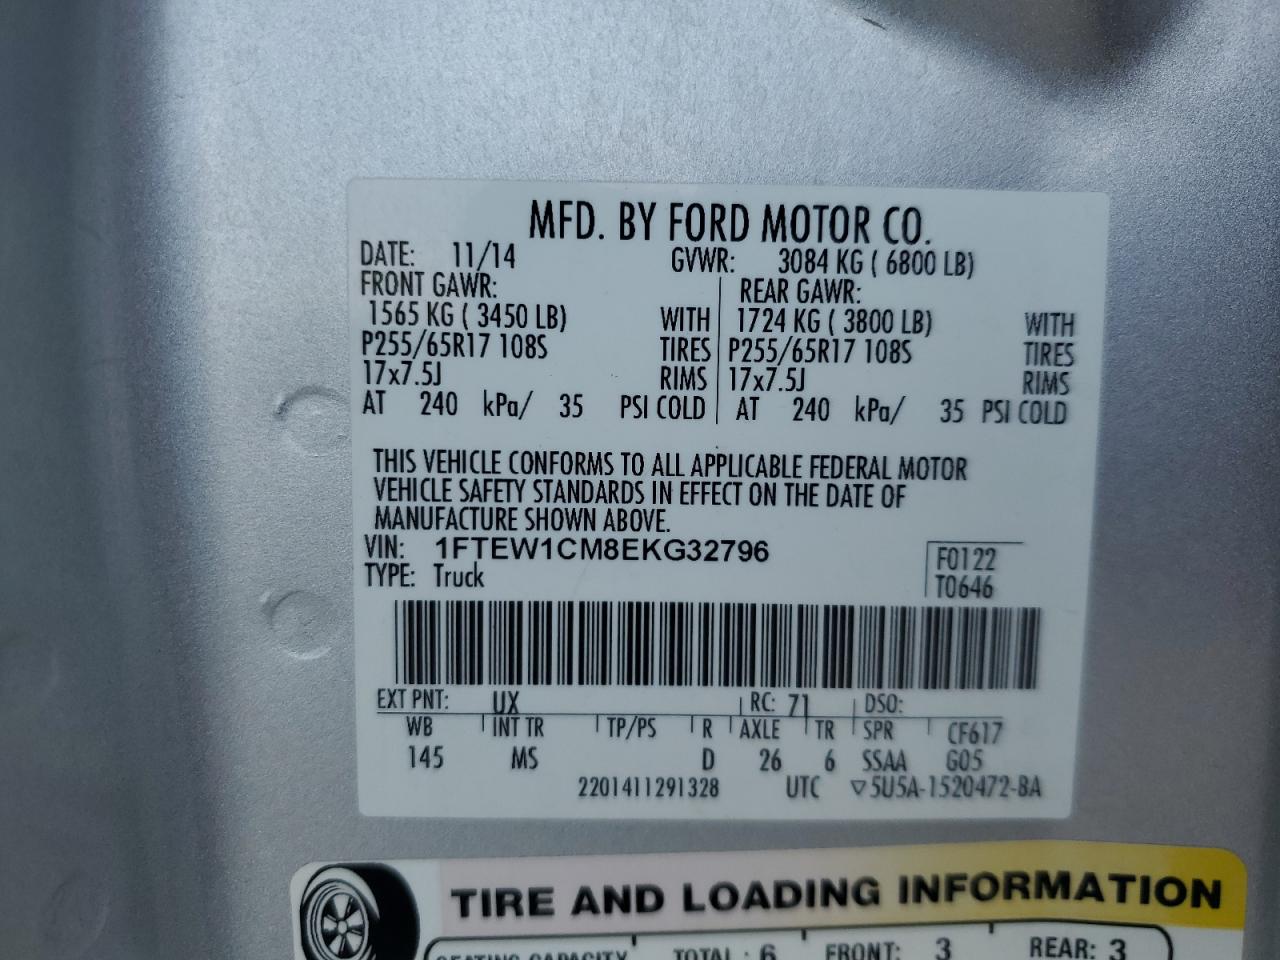 MFD. BY FORD MOTOR CO.
DATE: 11/14 GVWR: 3084 KG ( 6800 LB)
FRONT GAWR: REAR GAWR:
1565 KG ( 3450 LB) WITH 1724 KG ( 3800 LB) WITH
P255/65R17 108S TIRES P255/65R17 108S TIRES
17x7.5J RIMS 17x7.5J RIMS
AT 240 kPa/ 35 PSI COLD AT 240 kPa/ 35 PSI COLD
THIS VEHICLE CONFORMS TO ALL APPLICABLE FEDERAL MOTOR
VEHICLE SAFETY STANDARDS IN EFFECT ON THE DATE OF
MANUFACTURE SHOWN ABOVE.
VIN: 1FTEW1CM8EKG32796 F0122
TYPE: Truck T0646
EXT PNT: UX RC: 71 DSO:
WB INT TR TP/PS R AXLE TR SPR CF617
145 MS D 26 6 SSAA G05
2201411291328 UTC ▽5U5A-1520472-BA
TIRE AND LOADING INFORMATION
SEATING CAPACITY TOTAL : 6 FRONT: 3 REAR: 3